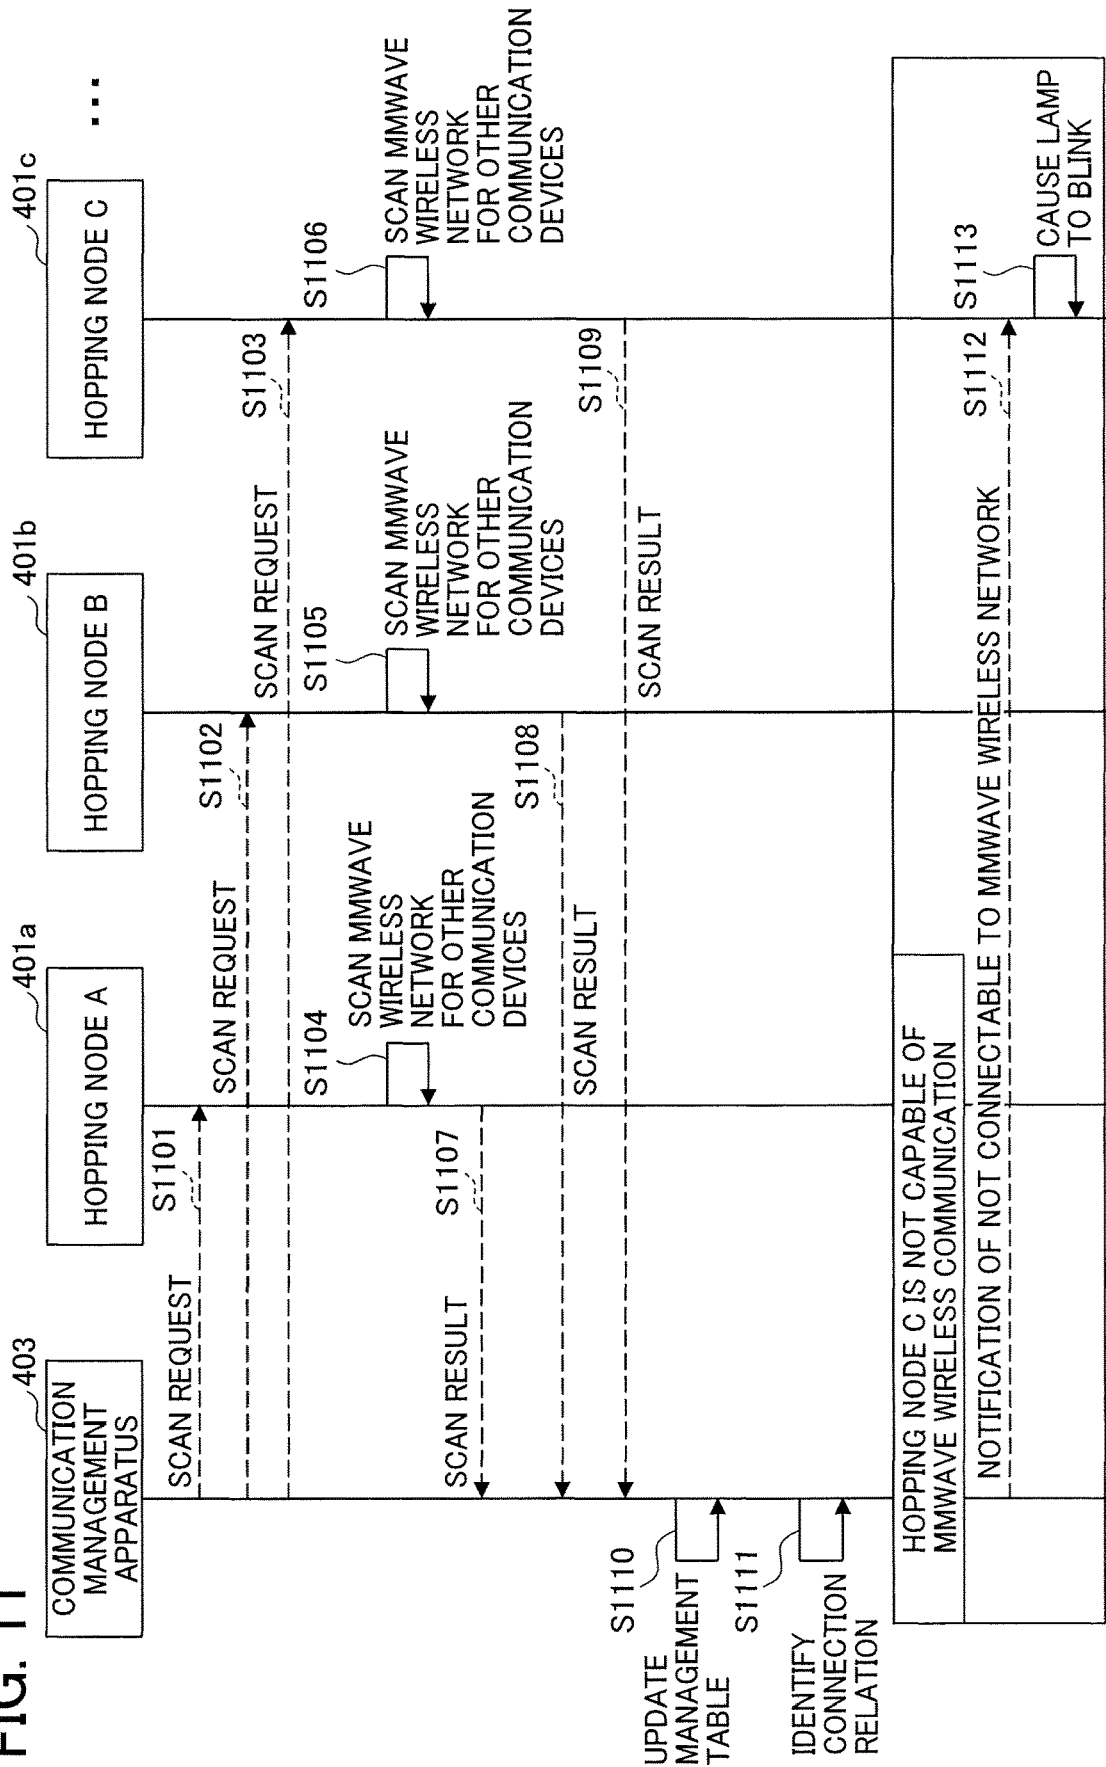 FIG. 11
403
COMMUNICATION
MANAGEMENT
APPARATUS
401a
HOPPING NODE A
401b
HOPPING NODE B
401c
HOPPING NODE C
...
SCAN REQUEST
S1101
SCAN REQUEST
S1102
SCAN REQUEST
S1103
S1104
SCAN MMWAVE
WIRELESS
NETWORK
FOR OTHER
COMMUNICATION
DEVICES
S1105
SCAN MMWAVE
WIRELESS
NETWORK
FOR OTHER
COMMUNICATION
DEVICES
S1106
SCAN MMWAVE
WIRELESS
NETWORK
FOR OTHER
COMMUNICATION
DEVICES
SCAN RESULT
S1107
S1108
SCAN RESULT
S1109
SCAN RESULT
S1110
UPDATE
MANAGEMENT
TABLE
S1111
IDENTIFY
CONNECTION
RELATION
HOPPING NODE C IS NOT CAPABLE OF
MMWAVE WIRELESS COMMUNICATION
NOTIFICATION OF NOT CONNECTABLE TO MMWAVE WIRELESS NETWORK
S1112
S1113
CAUSE LAMP
TO BLINK